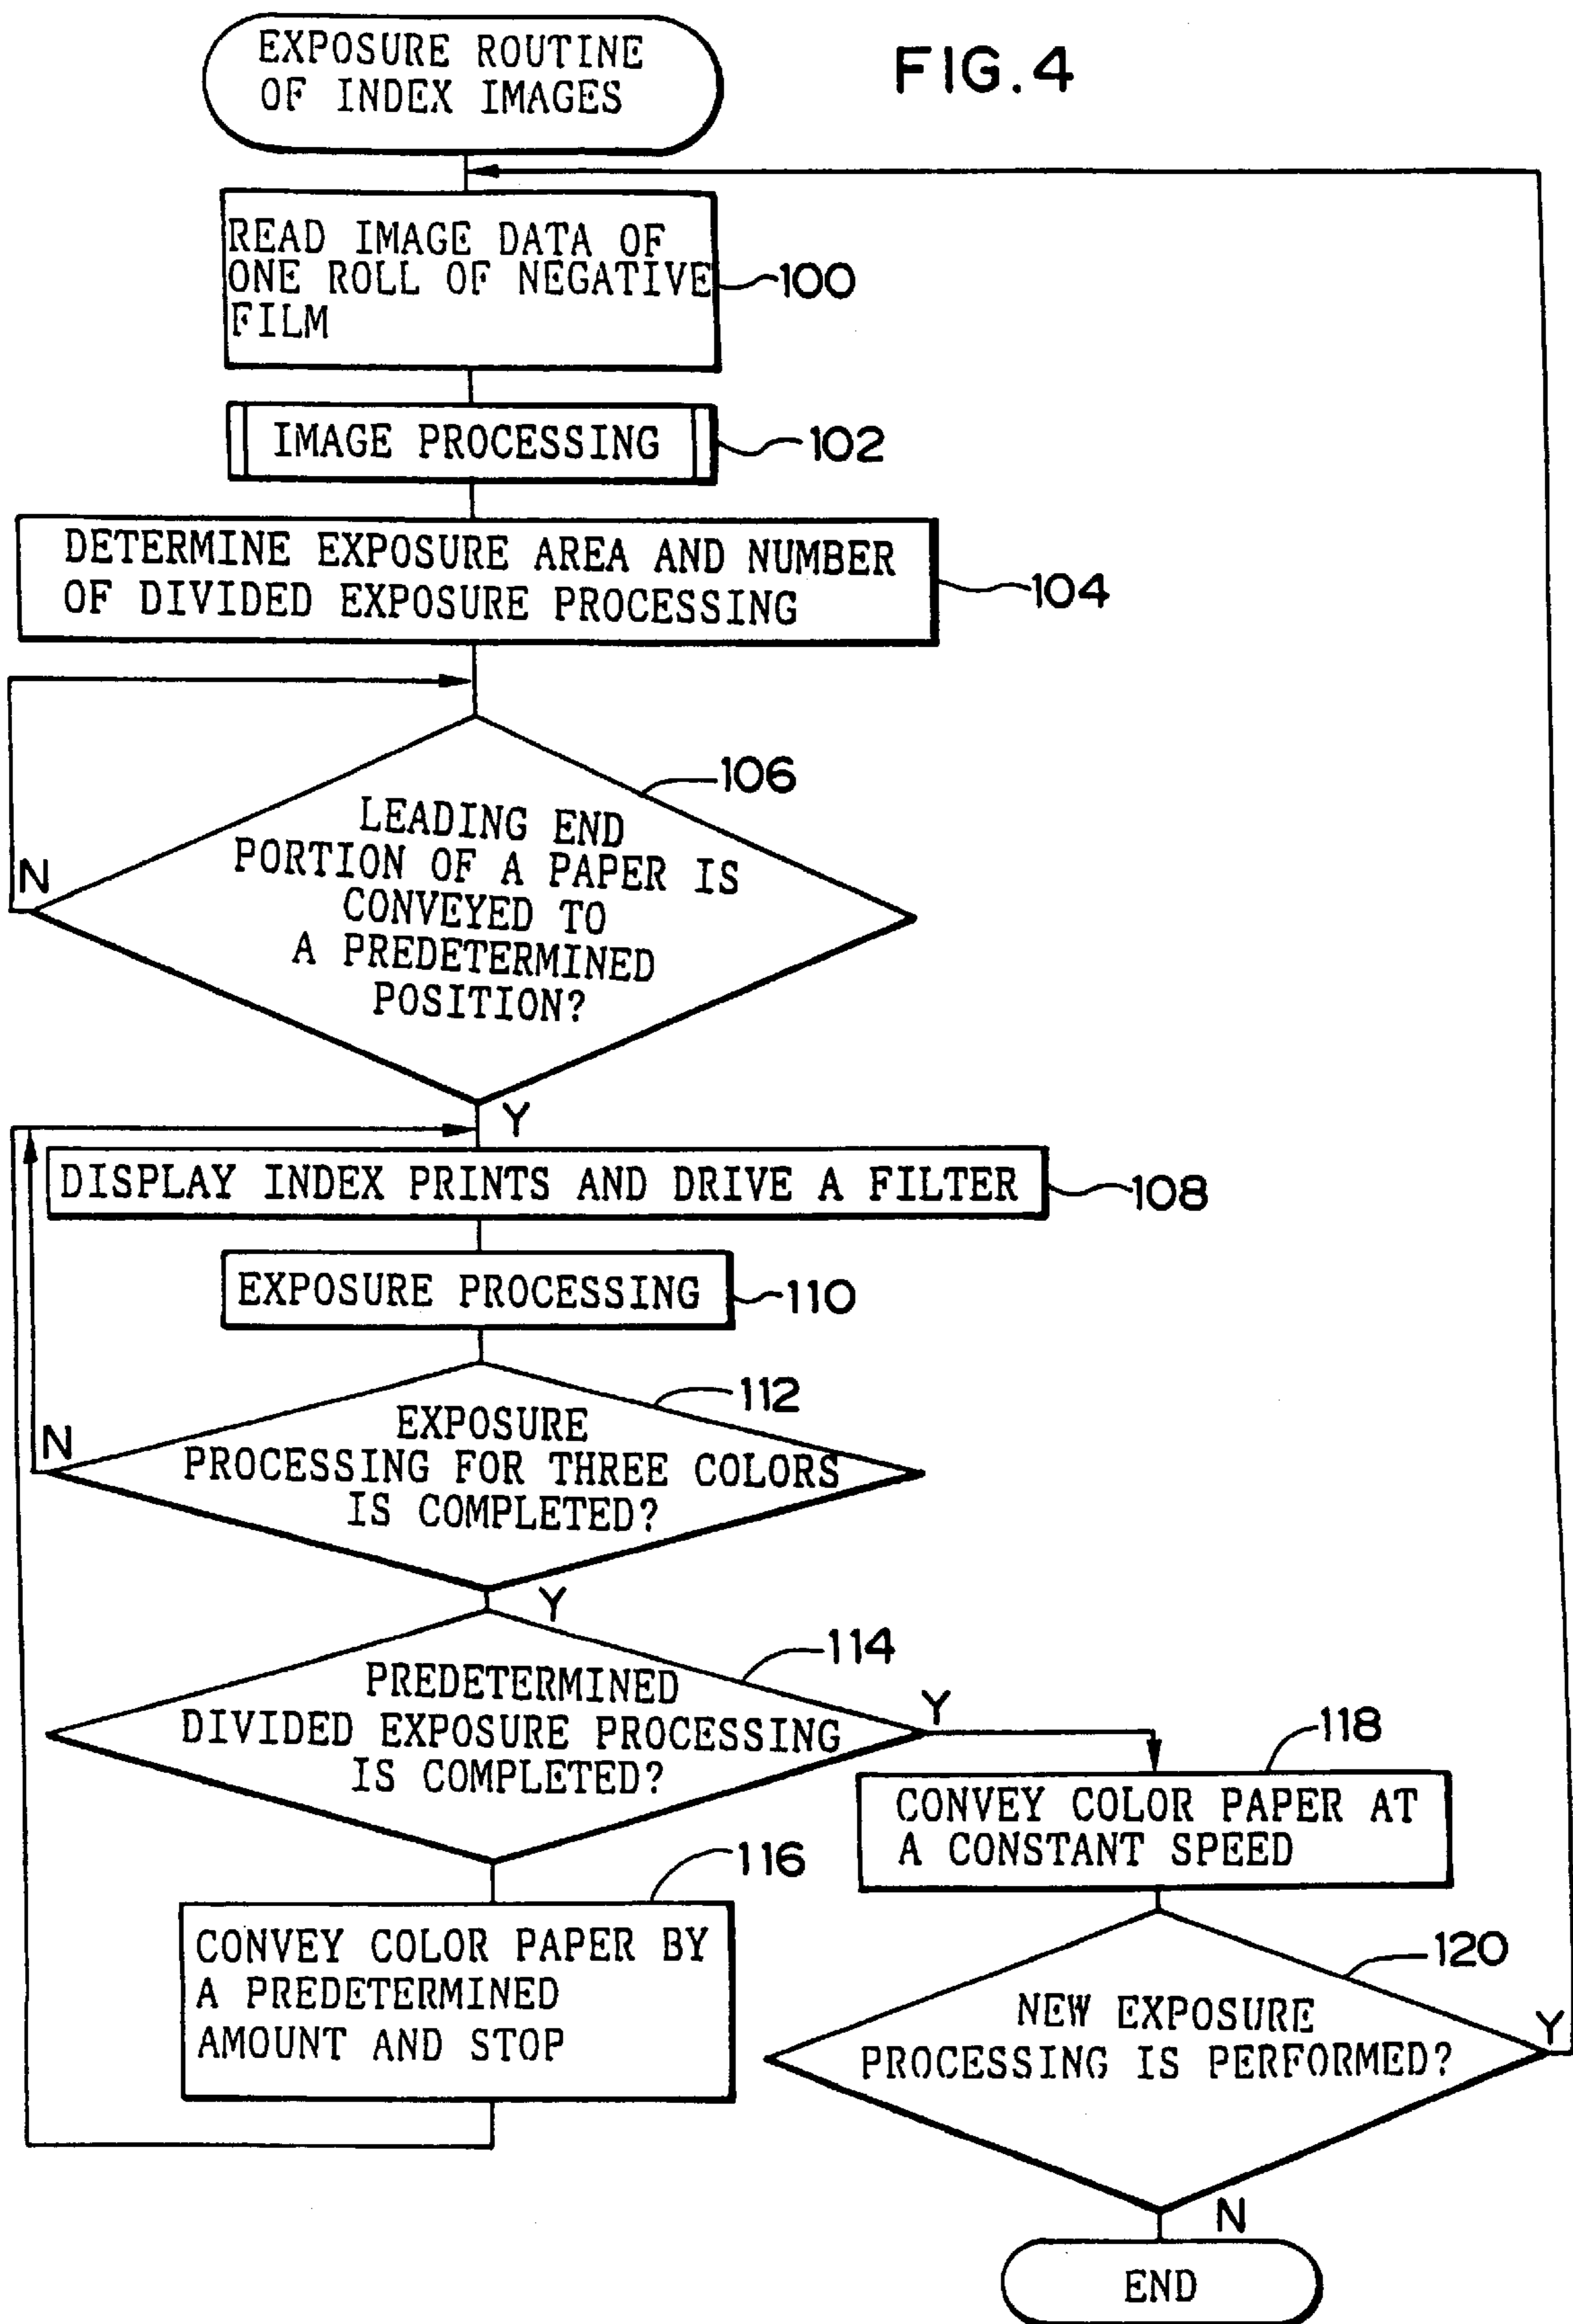 EXPOSURE ROUTINE
OF INDEX IMAGES
FIG.4
READ IMAGE DATA OF
ONE ROLL OF NEGATIVE
FILM
100
IMAGE PROCESSING
102
DETERMINE EXPOSURE AREA AND NUMBER
OF DIVIDED EXPOSURE PROCESSING
104
106
LEADING END
PORTION OF A PAPER IS
CONVEYED TO
A PREDETERMINED
POSITION?
N
Y
DISPLAY INDEX PRINTS AND DRIVE A FILTER
108
EXPOSURE PROCESSING
110
112
EXPOSURE
PROCESSING FOR THREE COLORS
IS COMPLETED?
N
Y
114
PREDETERMINED
DIVIDED EXPOSURE PROCESSING
IS COMPLETED?
Y
116
CONVEY COLOR PAPER BY
A PREDETERMINED
AMOUNT AND STOP
118
CONVEY COLOR PAPER AT
A CONSTANT SPEED
120
NEW EXPOSURE
PROCESSING IS PERFORMED?
Y
N
END